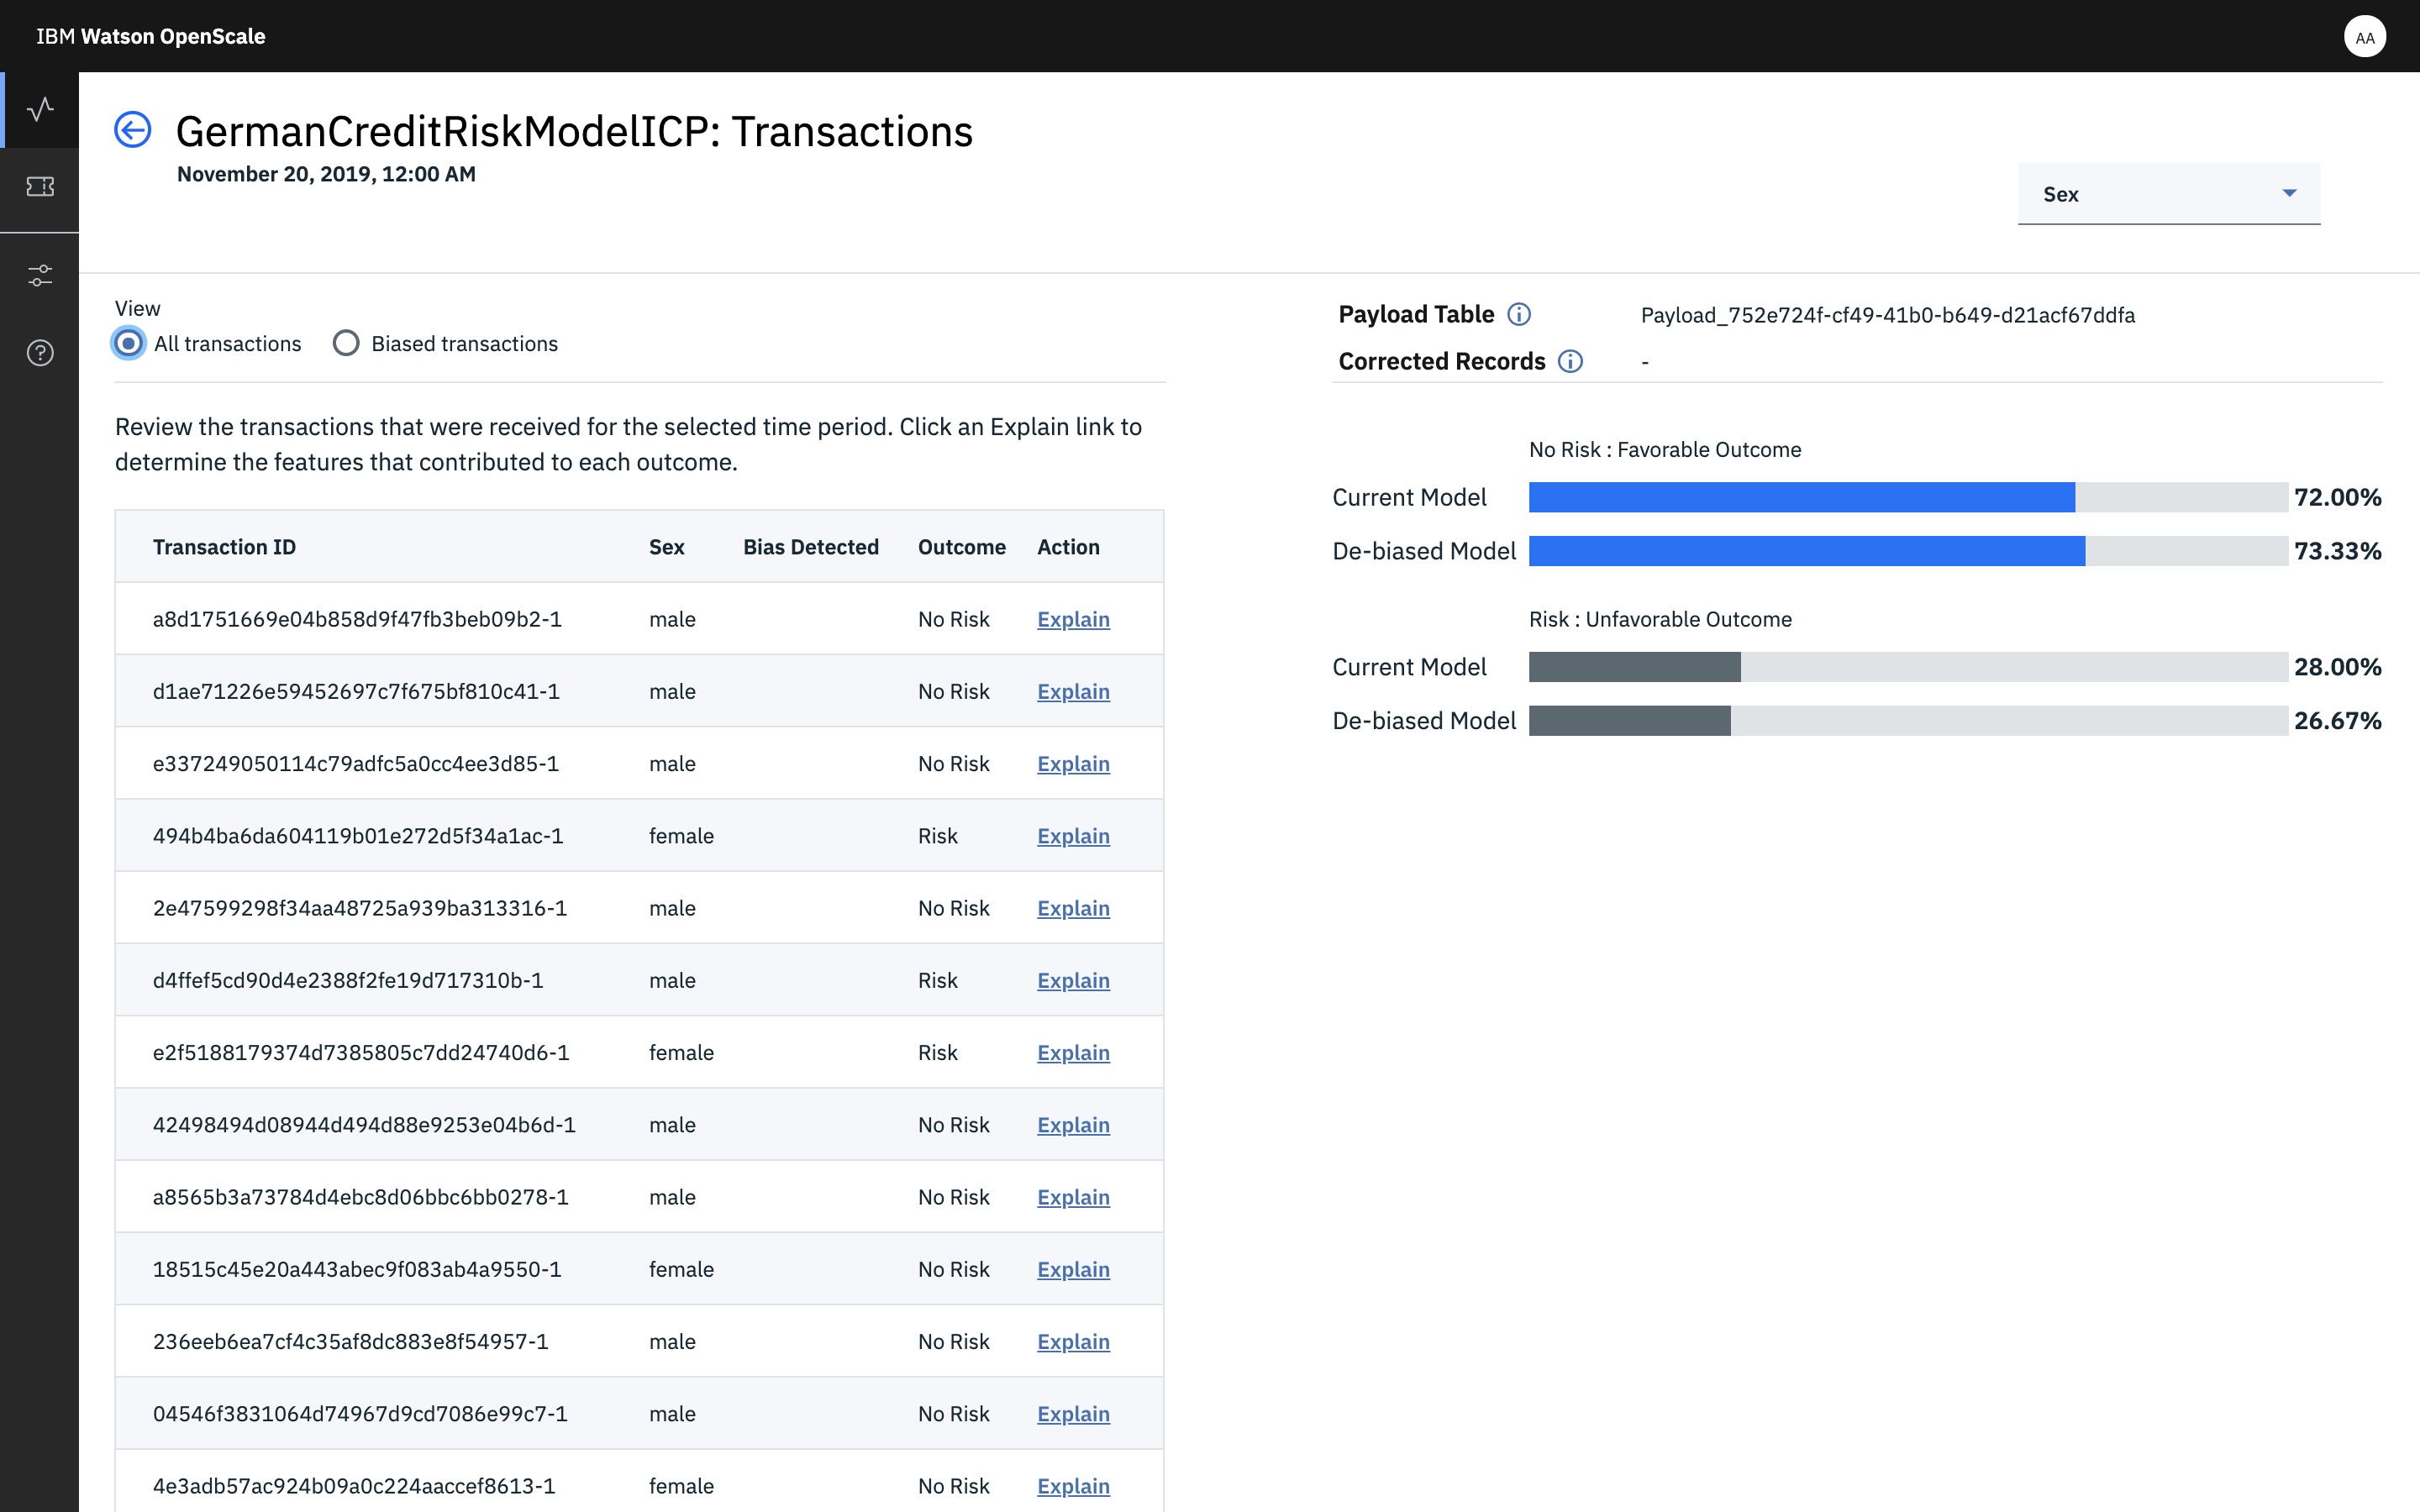 IBM Watson OpenScale
AA
GermanCreditRiskModelICP: Transactions
November 20, 2019, 12:00 AM
Sex
View
All transactions Biased transactions
Review the transactions that were received for the selected time period. Click an Explain link to
determine the features that contributed to each outcome.
Transaction ID Sex Bias Detected Outcome Action
a8d1751669e04b858d9f47fb3beb09b2-1 male No Risk Explain
d1ae71226e59452697c7f675bf810c41-1 male No Risk Explain
e337249050114c79adfc5a0cc4ee3d85-1 male No Risk Explain
494b4ba6da604119b01e272d5f34a1ac-1 female Risk Explain
2e47599298f34aa48725a939ba313316-1 male No Risk Explain
d4ffef5cd90d4e2388f2fe19d717310b-1 male Risk Explain
e2f5188179374d7385805c7dd24740d6-1 female Risk Explain
42498494d08944d494d88e9253e04b6d-1 male No Risk Explain
a8565b3a73784d4ebc8d06bbc6bb0278-1 male No Risk Explain
18515c45e20a443abec9f083ab4a9550-1 female No Risk Explain
236eeb6ea7cf4c35af8dc883e8f54957-1 male No Risk Explain
04546f3831064d74967d9cd7086e99c7-1 male No Risk Explain
4e3adb57ac924b09a0c224aaccef8613-1 female No Risk Explain
Payload Table Payload_752e724f-cf49-41b0-b649-d21acf67ddfa
Corrected Records -
No Risk : Favorable Outcome
Current Model 72.00%
De-biased Model 73.33%
Risk : Unfavorable Outcome
Current Model 28.00%
De-biased Model 26.67%